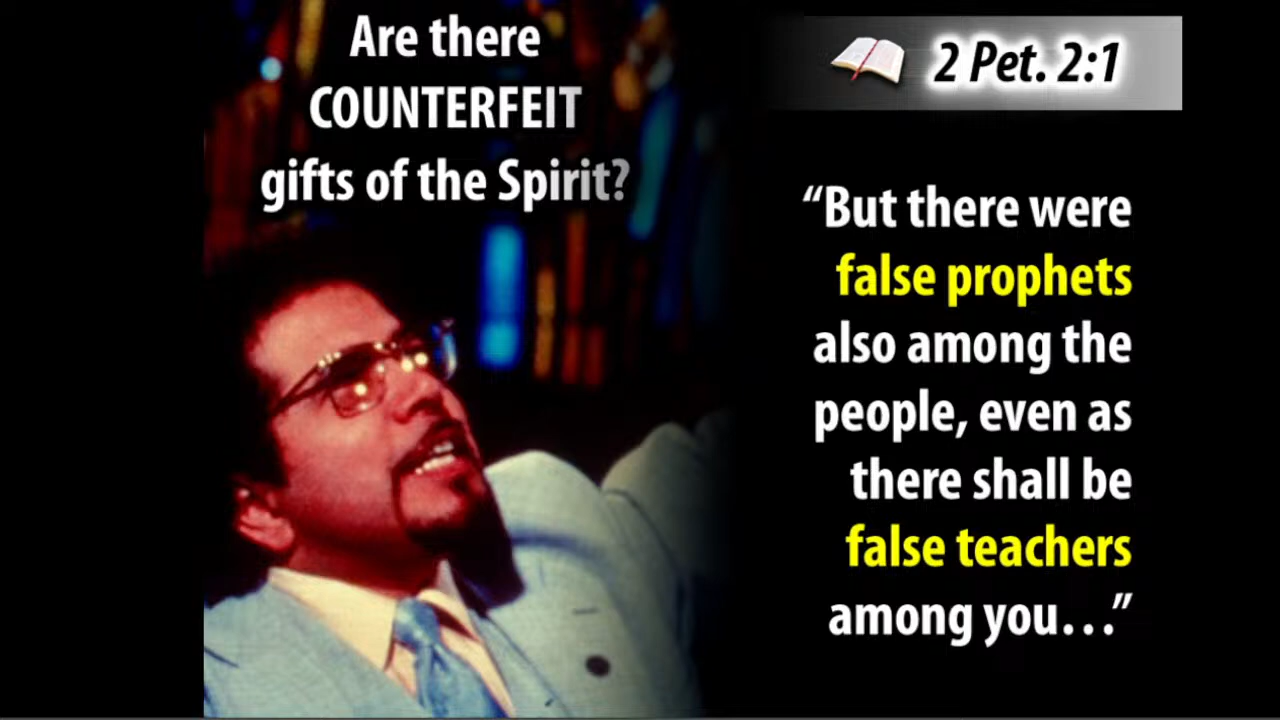 Are there
COUNTERFEIT
gifts of the Spirit?
2 Pet. 2:1
“But there were
false prophets
also among the
people, even as
there shall be
false teachers
among you…”